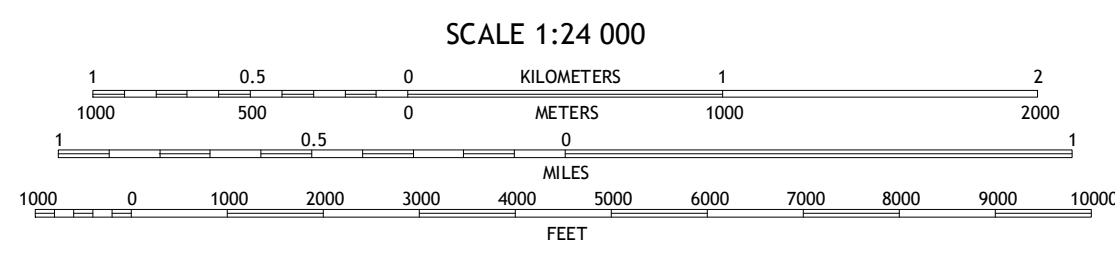 SCALE 1:24 000
1 0.5 0 KILOMETERS 1 2
1000 500 0 METERS 1000 2000
1 0.5 0 1
MILES
1000 0 1000 2000 3000 4000 5000 6000 7000 8000 9000 10000
FEET